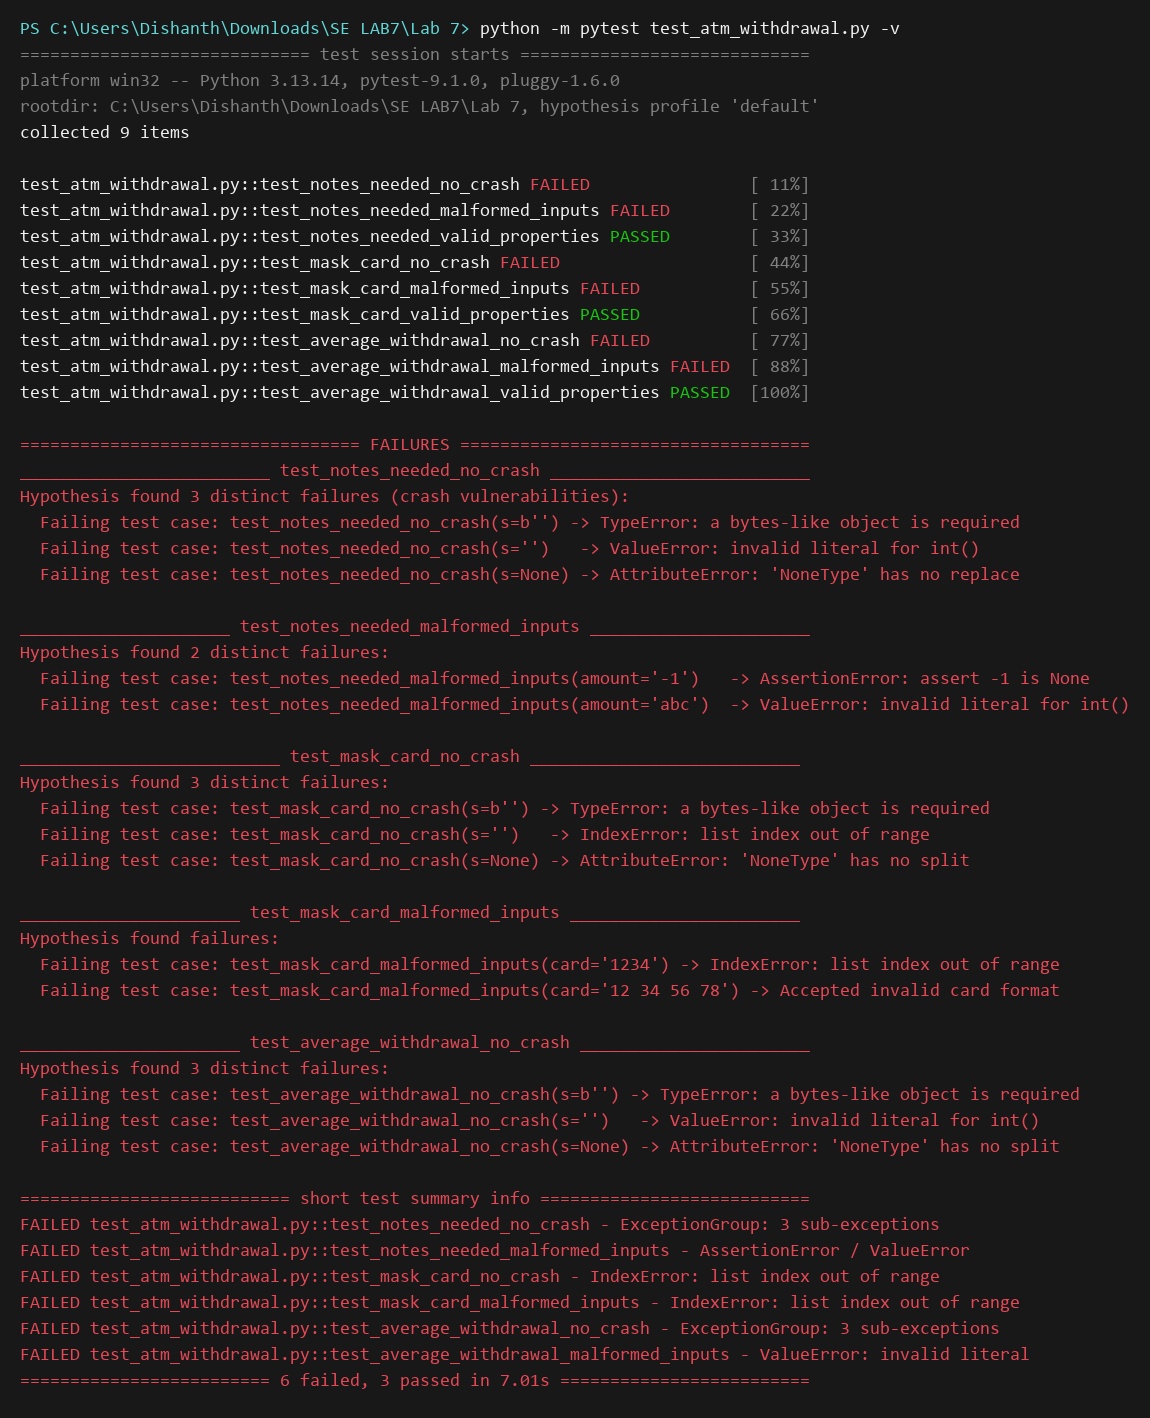 PS C:\Users\Dishanth\Downloads\SE LAB7\Lab 7> python -m pytest test_atm_withdrawal.py -v
============================= test session starts =============================
platform win32 -- Python 3.13.14, pytest-9.1.0, pluggy-1.6.0
rootdir: C:\Users\Dishanth\Downloads\SE LAB7\Lab 7, hypothesis profile 'default'
collected 9 items
test_atm_withdrawal.py::test_notes_needed_no_crash FAILED                [ 11%]
test_atm_withdrawal.py::test_notes_needed_malformed_inputs FAILED        [ 22%]
test_atm_withdrawal.py::test_notes_needed_valid_properties PASSED        [ 33%]
test_atm_withdrawal.py::test_mask_card_no_crash FAILED                   [ 44%]
test_atm_withdrawal.py::test_mask_card_malformed_inputs FAILED           [ 55%]
test_atm_withdrawal.py::test_mask_card_valid_properties PASSED           [ 66%]
test_atm_withdrawal.py::test_average_withdrawal_no_crash FAILED          [ 77%]
test_atm_withdrawal.py::test_average_withdrawal_malformed_inputs FAILED  [ 88%]
test_atm_withdrawal.py::test_average_withdrawal_valid_properties PASSED  [100%]
================================== FAILURES ===================================
_________________________ test_notes_needed_no_crash __________________________
Hypothesis found 3 distinct failures (crash vulnerabilities):
  Failing test case: test_notes_needed_no_crash(s=b'') -> TypeError: a bytes-like object is required
  Failing test case: test_notes_needed_no_crash(s='')   -> ValueError: invalid literal for int()
  Failing test case: test_notes_needed_no_crash(s=None) -> AttributeError: 'NoneType' has no replace
_____________________ test_notes_needed_malformed_inputs ______________________
Hypothesis found 2 distinct failures:
  Failing test case: test_notes_needed_malformed_inputs(amount='-1')   -> AssertionError: assert -1 is None
  Failing test case: test_notes_needed_malformed_inputs(amount='abc')  -> ValueError: invalid literal for int()
__________________________ test_mask_card_no_crash ___________________________
Hypothesis found 3 distinct failures:
  Failing test case: test_mask_card_no_crash(s=b'') -> TypeError: a bytes-like object is required
  Failing test case: test_mask_card_no_crash(s='')   -> IndexError: list index out of range
  Failing test case: test_mask_card_no_crash(s=None) -> AttributeError: 'NoneType' has no split
______________________ test_mask_card_malformed_inputs _______________________
Hypothesis found failures:
  Failing test case: test_mask_card_malformed_inputs(card='1234') -> IndexError: list index out of range
  Failing test case: test_mask_card_malformed_inputs(card='12 34 56 78') -> Accepted invalid card format
______________________ test_average_withdrawal_no_crash _______________________
Hypothesis found 3 distinct failures:
  Failing test case: test_average_withdrawal_no_crash(s=b'') -> TypeError: a bytes-like object is required
  Failing test case: test_average_withdrawal_no_crash(s='')   -> ValueError: invalid literal for int()
  Failing test case: test_average_withdrawal_no_crash(s=None) -> AttributeError: 'NoneType' has no split
=========================== short test summary info ===========================
FAILED test_atm_withdrawal.py::test_notes_needed_no_crash - ExceptionGroup: 3 sub-exceptions
FAILED test_atm_withdrawal.py::test_notes_needed_malformed_inputs - AssertionError / ValueError
FAILED test_atm_withdrawal.py::test_mask_card_no_crash - IndexError: list index out of range
FAILED test_atm_withdrawal.py::test_mask_card_malformed_inputs - IndexError: list index out of range
FAILED test_atm_withdrawal.py::test_average_withdrawal_no_crash - ExceptionGroup: 3 sub-exceptions
FAILED test_atm_withdrawal.py::test_average_withdrawal_malformed_inputs - ValueError: invalid literal
========================= 6 failed, 3 passed in 7.01s =========================